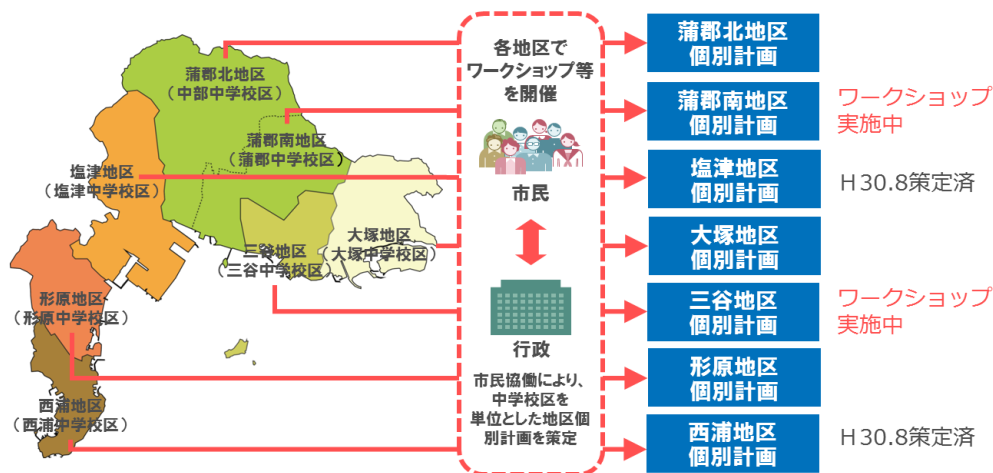 蒲郡北地区
（中部中学校区）
蒲郡南地区
（蒲郡中学校区）
塩津地区
（塩津中学校区）
大塚地区
（大塚中学校区）
三谷地区
（三谷中学校区）
形原地区
（形原中学校区）
西浦地区
（西浦中学校区）
各地区で
ワークショップ等
を開催
市民
行政
市民協働により、
中学校区を
単位とした地区個
別計画を策定
蒲郡北地区
個別計画
蒲郡南地区
個別計画
ワークショップ
実施中
塩津地区
個別計画
Ｈ30.8策定済
大塚地区
個別計画
三谷地区
個別計画
ワークショップ
実施中
形原地区
個別計画
西浦地区
個別計画
Ｈ30.8策定済